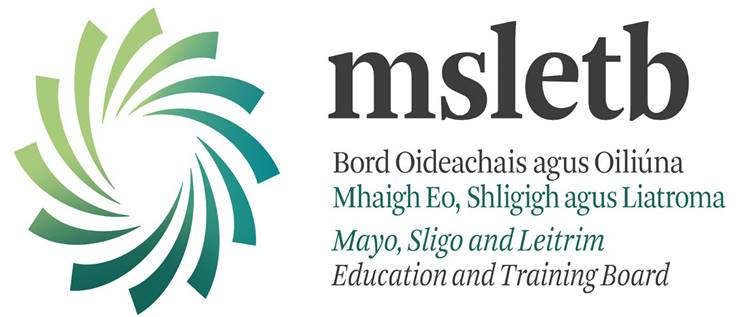 msletb
Bord Oideachais agus Oiliúna
Mhaigh Eo, Shligigh agus Liatroma
Mayo, Sligo and Leitrim
Education and Training Board